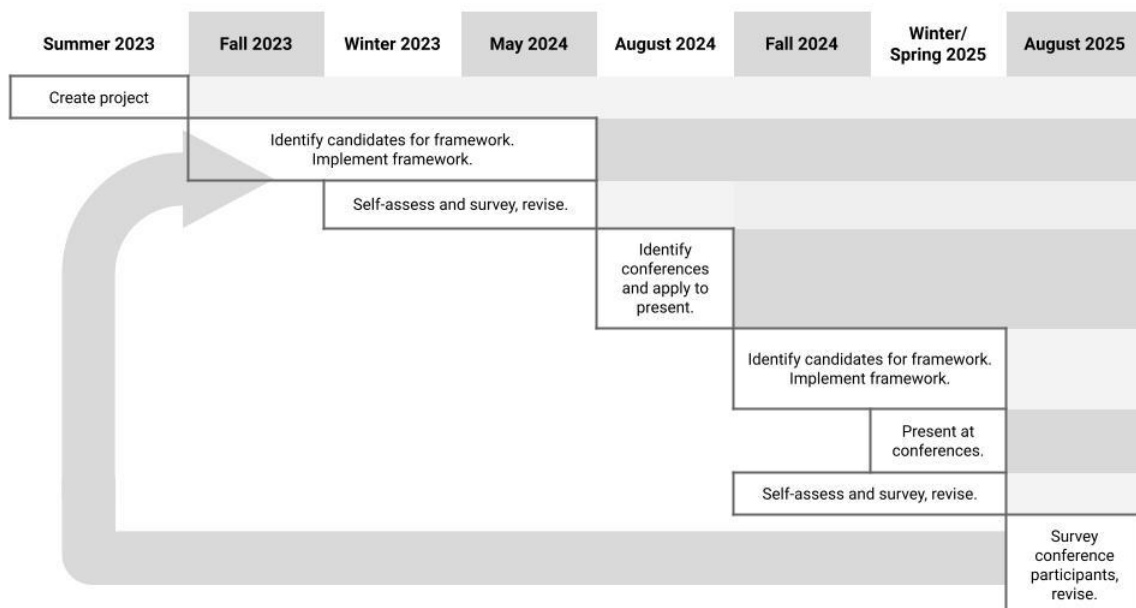 Summer 2023
Fall 2023
Winter 2023
May 2024
August 2024
Fall 2024
Winter/
Spring 2025
August 2025
Create project
Identify candidates for framework.
Implement framework.
Self-assess and survey, revise.
Identify
conferences
and apply to
present.
Identify candidates for framework.
Implement framework.
Present at
conferences.
Self-assess and survey, revise.
Survey
conference
participants,
revise.